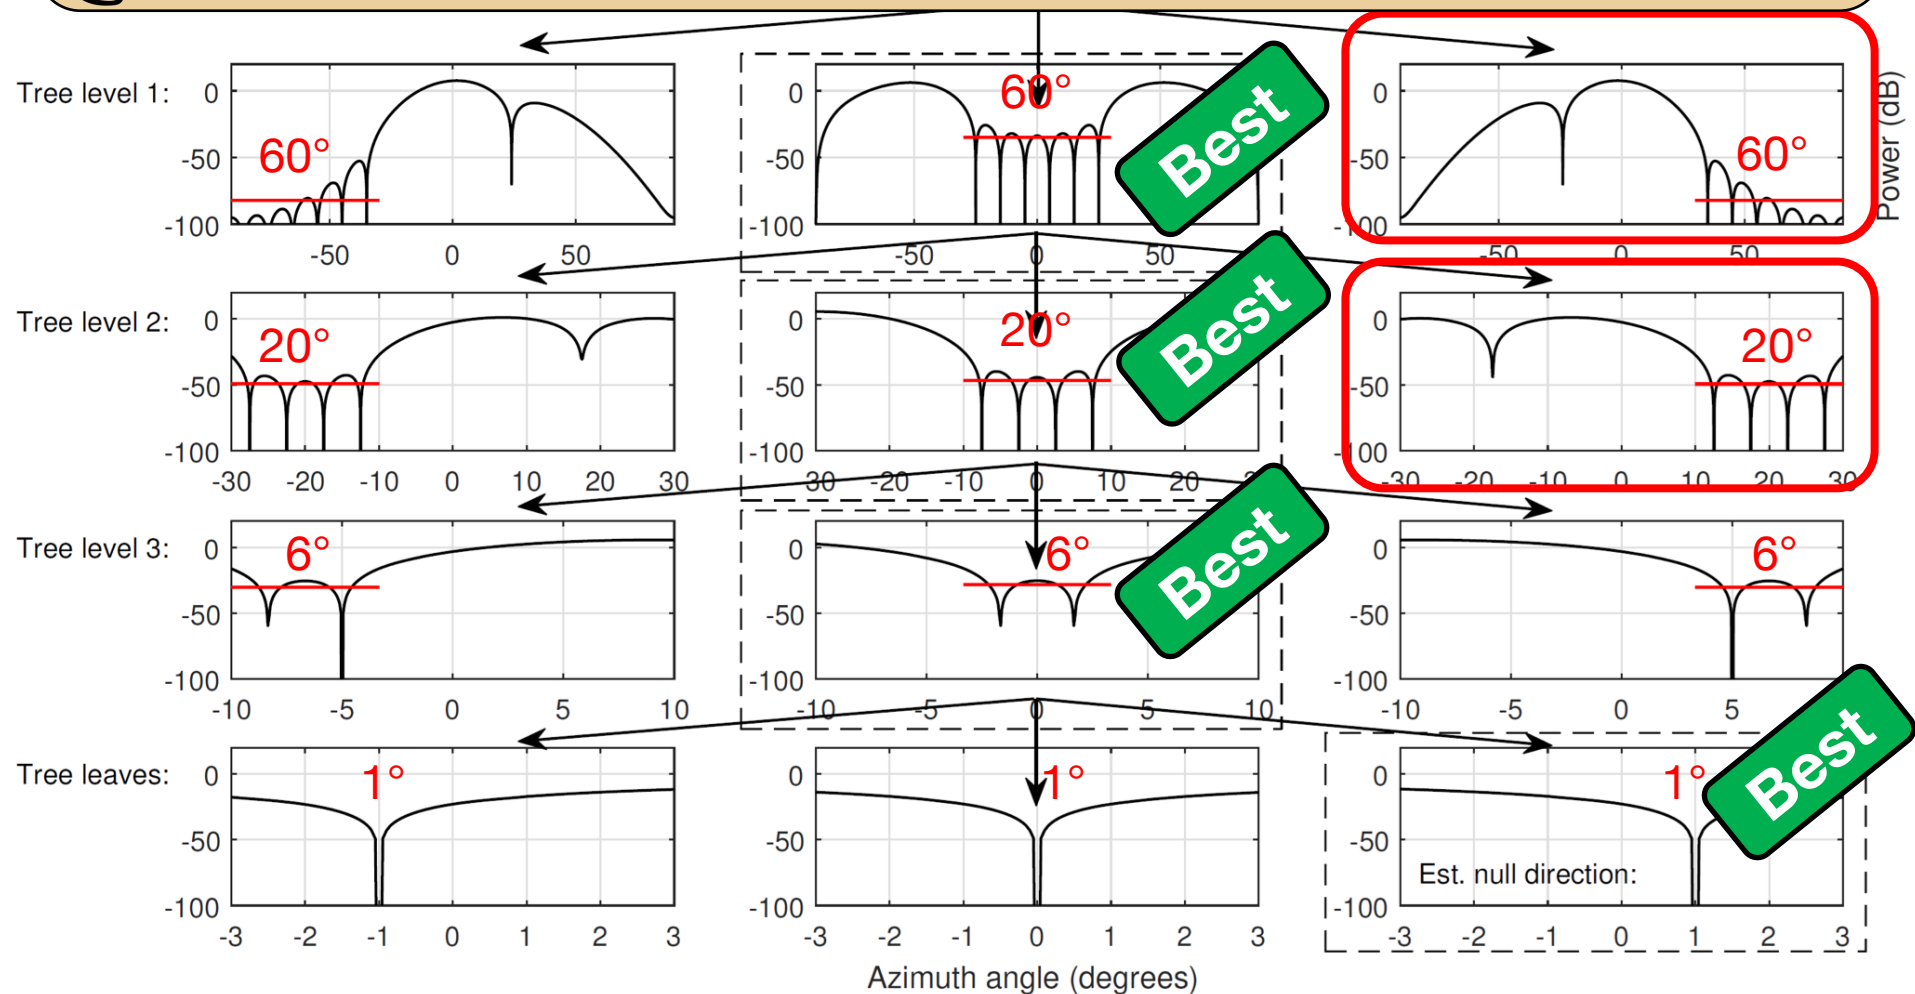 Tree level 1:
0
-50
-100
60°
-50
0
50
0
-50
-100
60°
Best
-50
0
50
0
-50
-100
60°
-50
0
50
Power (dB)
Tree level 2:
0
-50
-100
20°
-30 -20 -10 0 10 20 30
0
-50
-100
20°
Best
-30 -20 -10 0 10 20
0
-50
-100
20°
-30 -20 -10 0 10 20 30
Tree level 3:
0
-50
-100
6°
-10 -5 0 5 10
0
-50
-100
6°
Best
-10 -5 0 5 10
0
-50
-100
6°
-10 -5 0 5
Tree leaves:
0
-50
-100
1°
-3 -2 -1 0 1 2 3
0
-50
-100
1°
-3 -2 -1 0 1 2 3
0
-50
-100
1°
Best
Est. null direction:
-3 -2 -1 0 1 2 3
Azimuth angle (degrees)